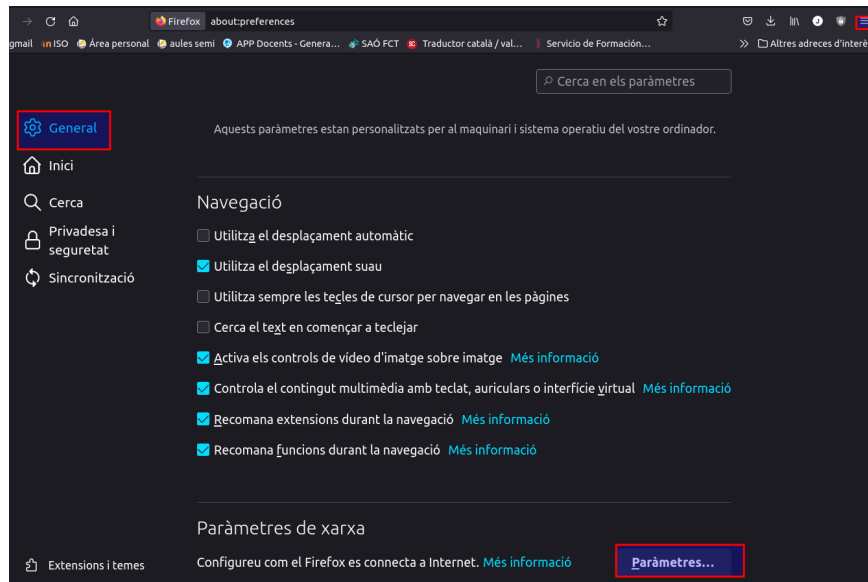 Firefox about:preferences
gmail ISO Área personal aules semi APP Docents - Genera... SAÓ FCT Traductor català / val... Servicio de Formación... Altres adreces d'interè
Cerca en els paràmetres
General
Aquests paràmetres estan personalitzats per al maquinari i sistema operatiu del vostre ordinador.
Inici
Cerca
Privadesa i
seguretat
Sincronització
Navegació
Utilitza el desplaçament automàtic
Utilitza el desplaçament suau
Utilitza sempre les tecles de cursor per navegar en les pàgines
Cerca el text en començar a teclejar
Activa els controls de vídeo d'imatge sobre imatge Més informació
Controla el contingut multimèdia amb teclat, auriculars o interfície virtual Més informació
Recomana extensions durant la navegació Més informació
Recomana funcions durant la navegació Més informació
Paràmetres de xarxa
Configureu com el Firefox es connecta a Internet. Més informació Paràmetres...
Extensions i temes